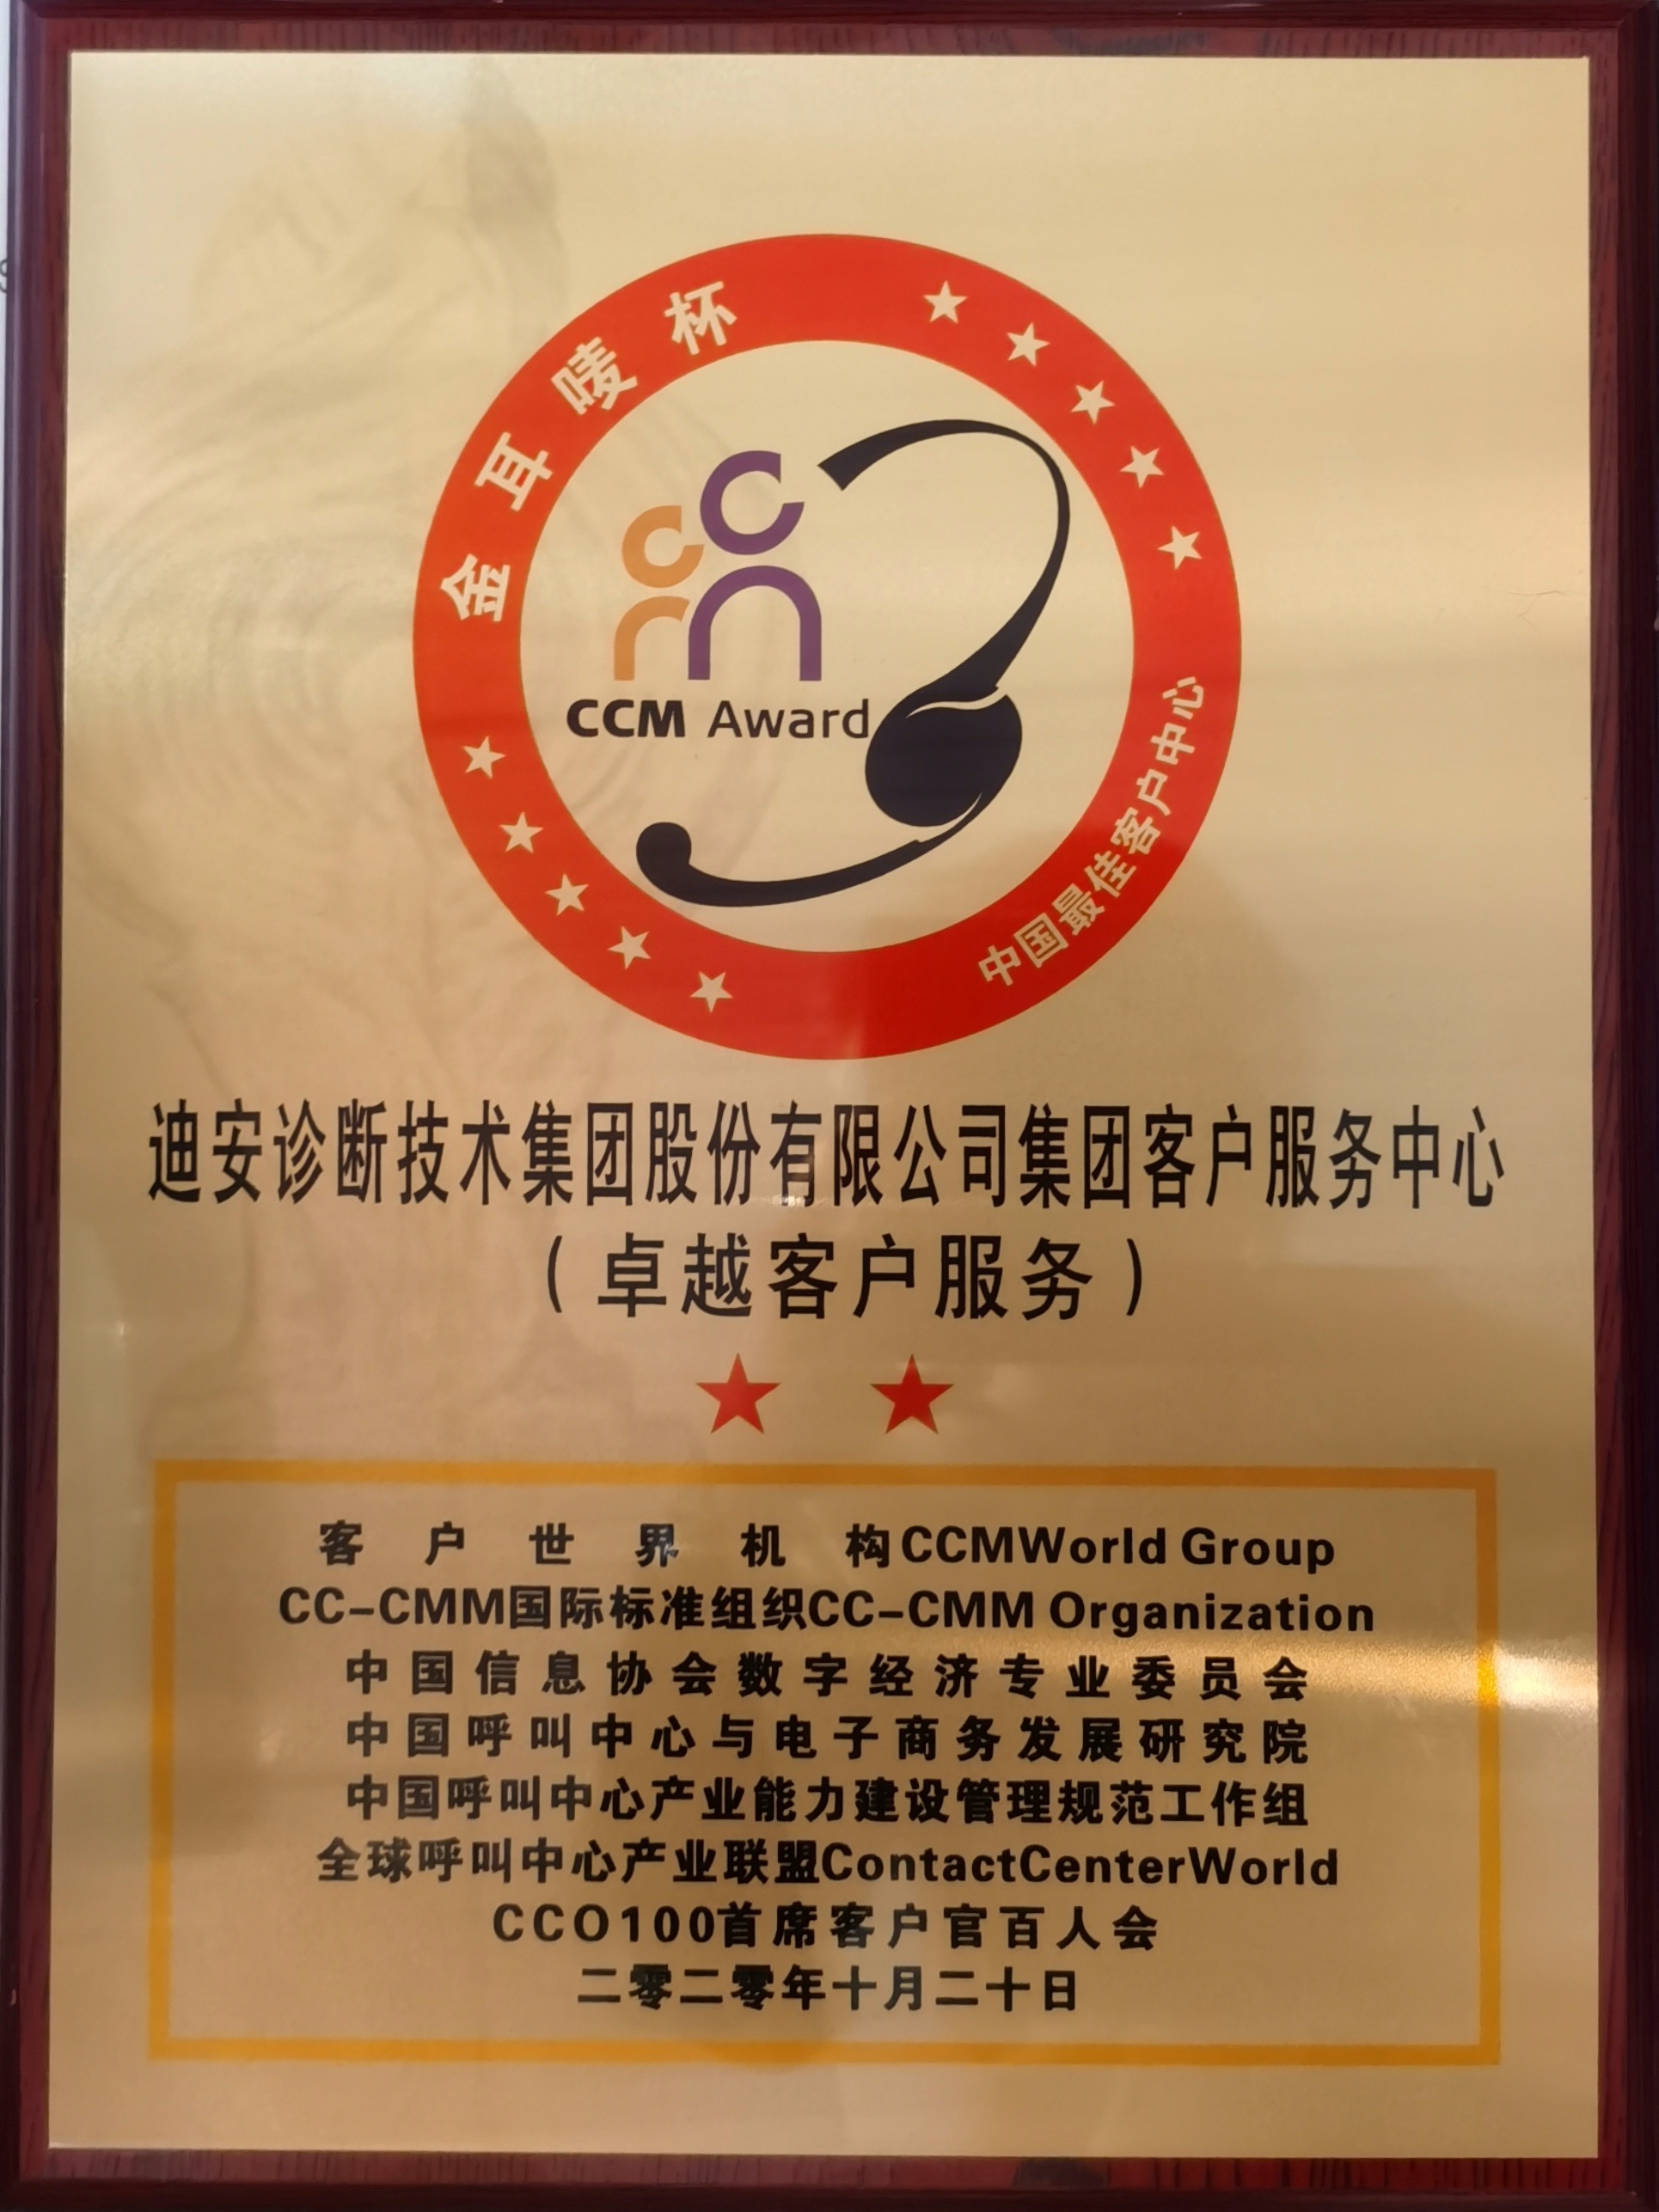 金耳唛杯
CCM Award
中国最佳客户中心
迪安诊断技术集团股份有限公司集团客户服务中心
（卓越客户服务）
客户世界机构CCMWorld Group
CC-CMM国际标准组织CC-CMM Organization
中国信息协会数字经济专业委员会
中国呼叫中心与电子商务发展研究院
中国呼叫中心产业能力建设管理规范工作组
全球呼叫中心产业联盟ContactCenterWorld
CCO100首席客户官百人会
二零二零年十月二十日